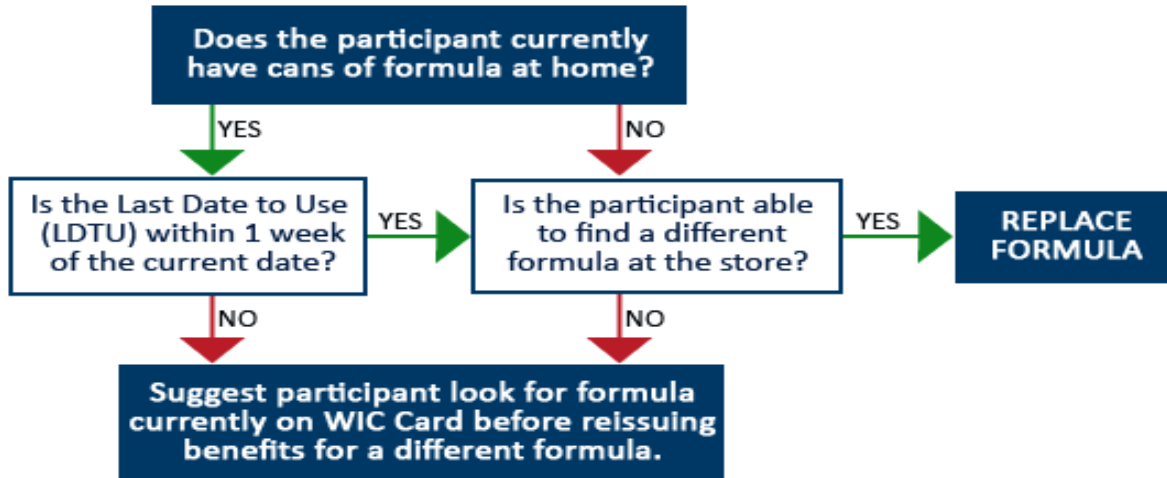 Does the participant currently
have cans of formula at home?
YES
NO
Is the Last Date to Use
(LDTU) within 1 week
of the current date?
YES
Is the participant able
to find a different
formula at the store?
YES
REPLACE
FORMULA
NO
NO
Suggest participant look for formula
currently on WIC Card before reissuing
benefits for a different formula.